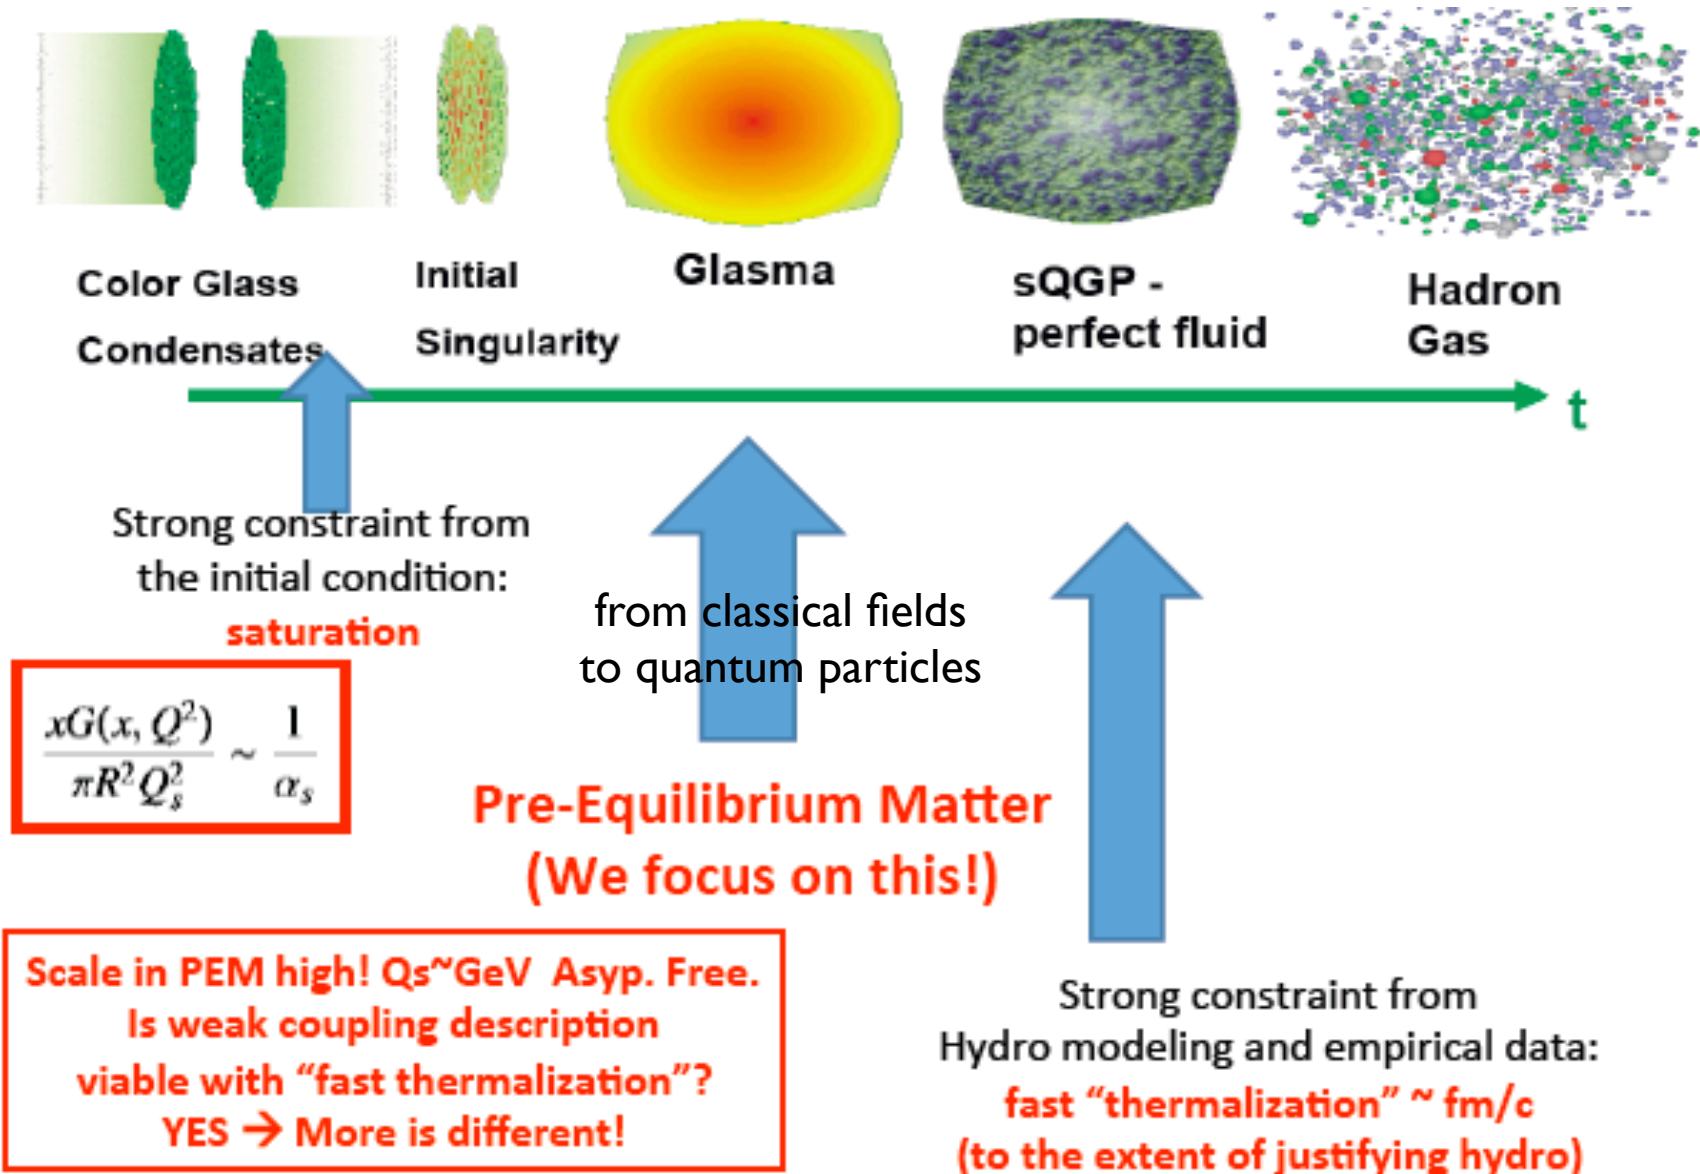 Color Glass
Condensates
Initial
Singularity
Glasma
sQGP -
perfect fluid
Hadron
Gas
t
Strong constraint from
the initial condition:
saturation
xG(x, Q²) / πR²Qₛ² ~ 1 / αₛ
from classical fields
to quantum particles
Pre-Equilibrium Matter
(We focus on this!)
Scale in PEM high! Qs~GeV Asyp. Free.
Is weak coupling description
viable with “fast thermalization”?
YES → More is different!
Strong constraint from
Hydro modeling and empirical data:
fast “thermalization” ~ fm/c
(to the extent of justifying hydro)